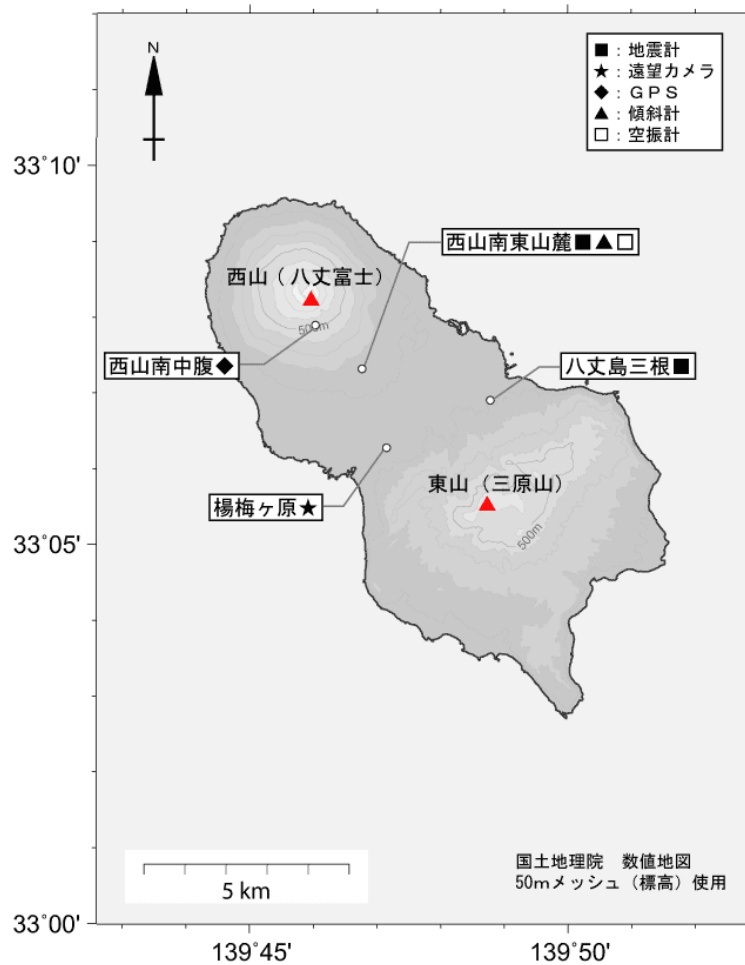 N
■：地震計
★：遠望カメラ
◆：ＧＰＳ
▲：傾斜計
□：空振計
33°10'
西山南東山麓■▲□
西山（八丈富士）
500m
西山南中腹◆
八丈島三根■
東山（三原山）
楊梅ヶ原★
500m
33°05'
5 km
国土地理院　数値地図
50mメッシュ（標高）使用
33°00'
139°45'
139°50'